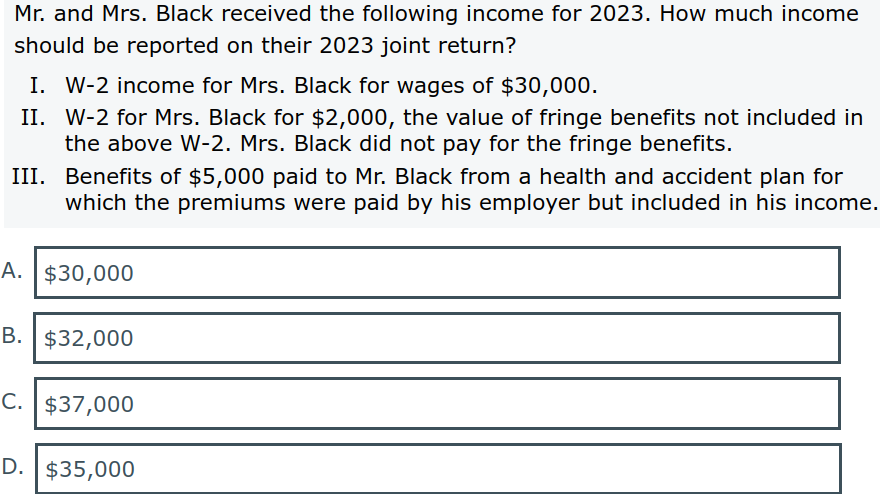 Mr. and Mrs. Black received the following income for 2023. How much income
should be reported on their 2023 joint return?
I. W-2 income for Mrs. Black for wages of $30,000.
II. W-2 for Mrs. Black for $2,000, the value of fringe benefits not included in
the above W-2. Mrs. Black did not pay for the fringe benefits.
III. Benefits of $5,000 paid to Mr. Black from a health and accident plan for
which the premiums were paid by his employer but included in his income.
A. $30,000
B. $32,000
C. $37,000
D. $35,000